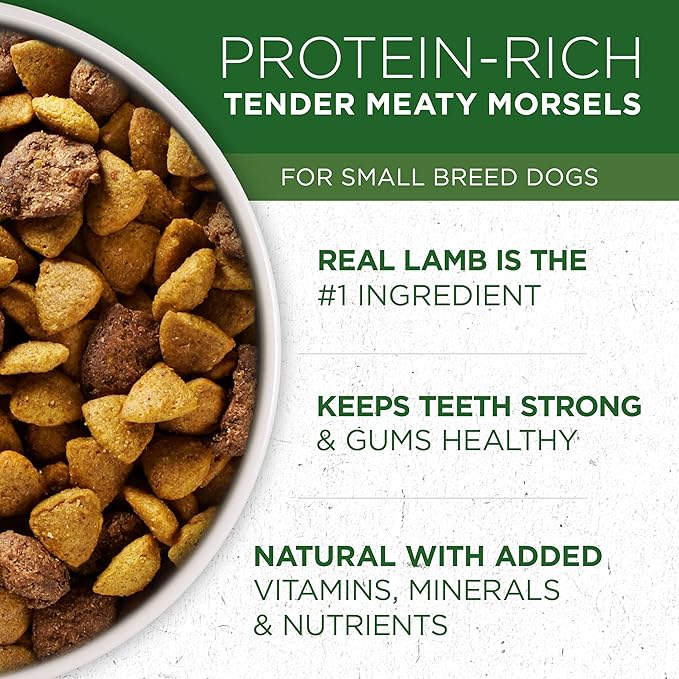 PROTEIN-RICH
TENDER MEATY MORSELS
FOR SMALL BREED DOGS
REAL LAMB IS THE
#1 INGREDIENT
KEEPS TEETH STRONG
& GUMS HEALTHY
NATURAL WITH ADDED
VITAMINS, MINERALS
& NUTRIENTS